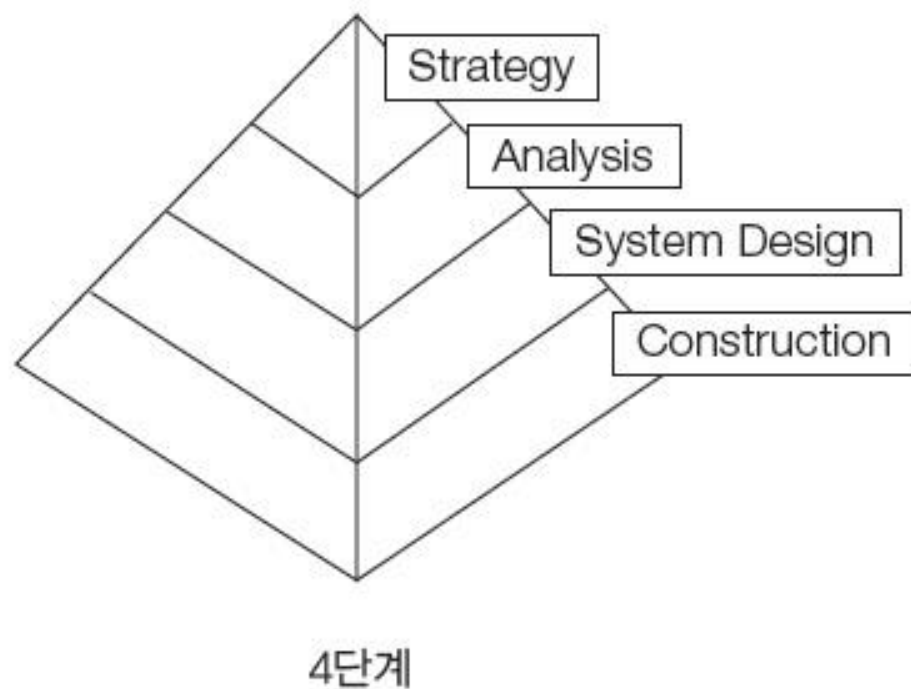 Strategy
Analysis
System Design
Construction
4단계